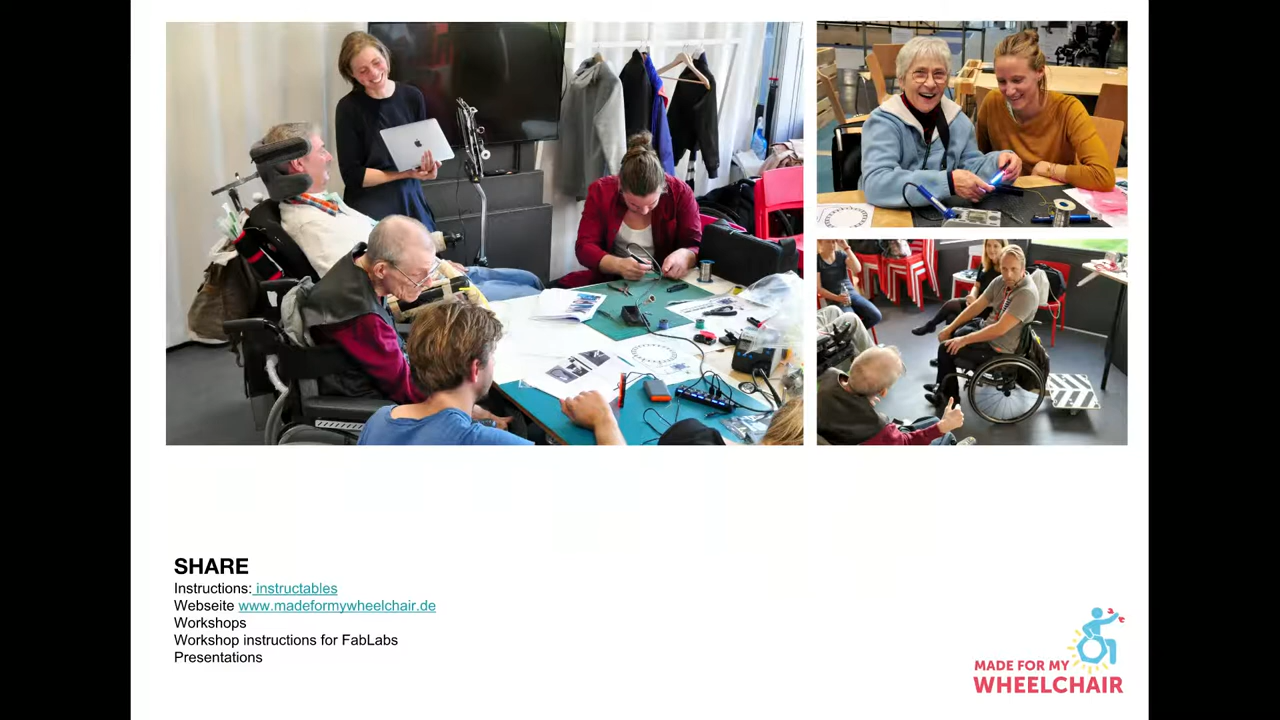 SHARE
Instructions: instructables
Webseite www.madeformywheelchair.de
Workshops
Workshop instructions for FabLabs
Presentations
MADE FOR MY
WHEELCHAIR